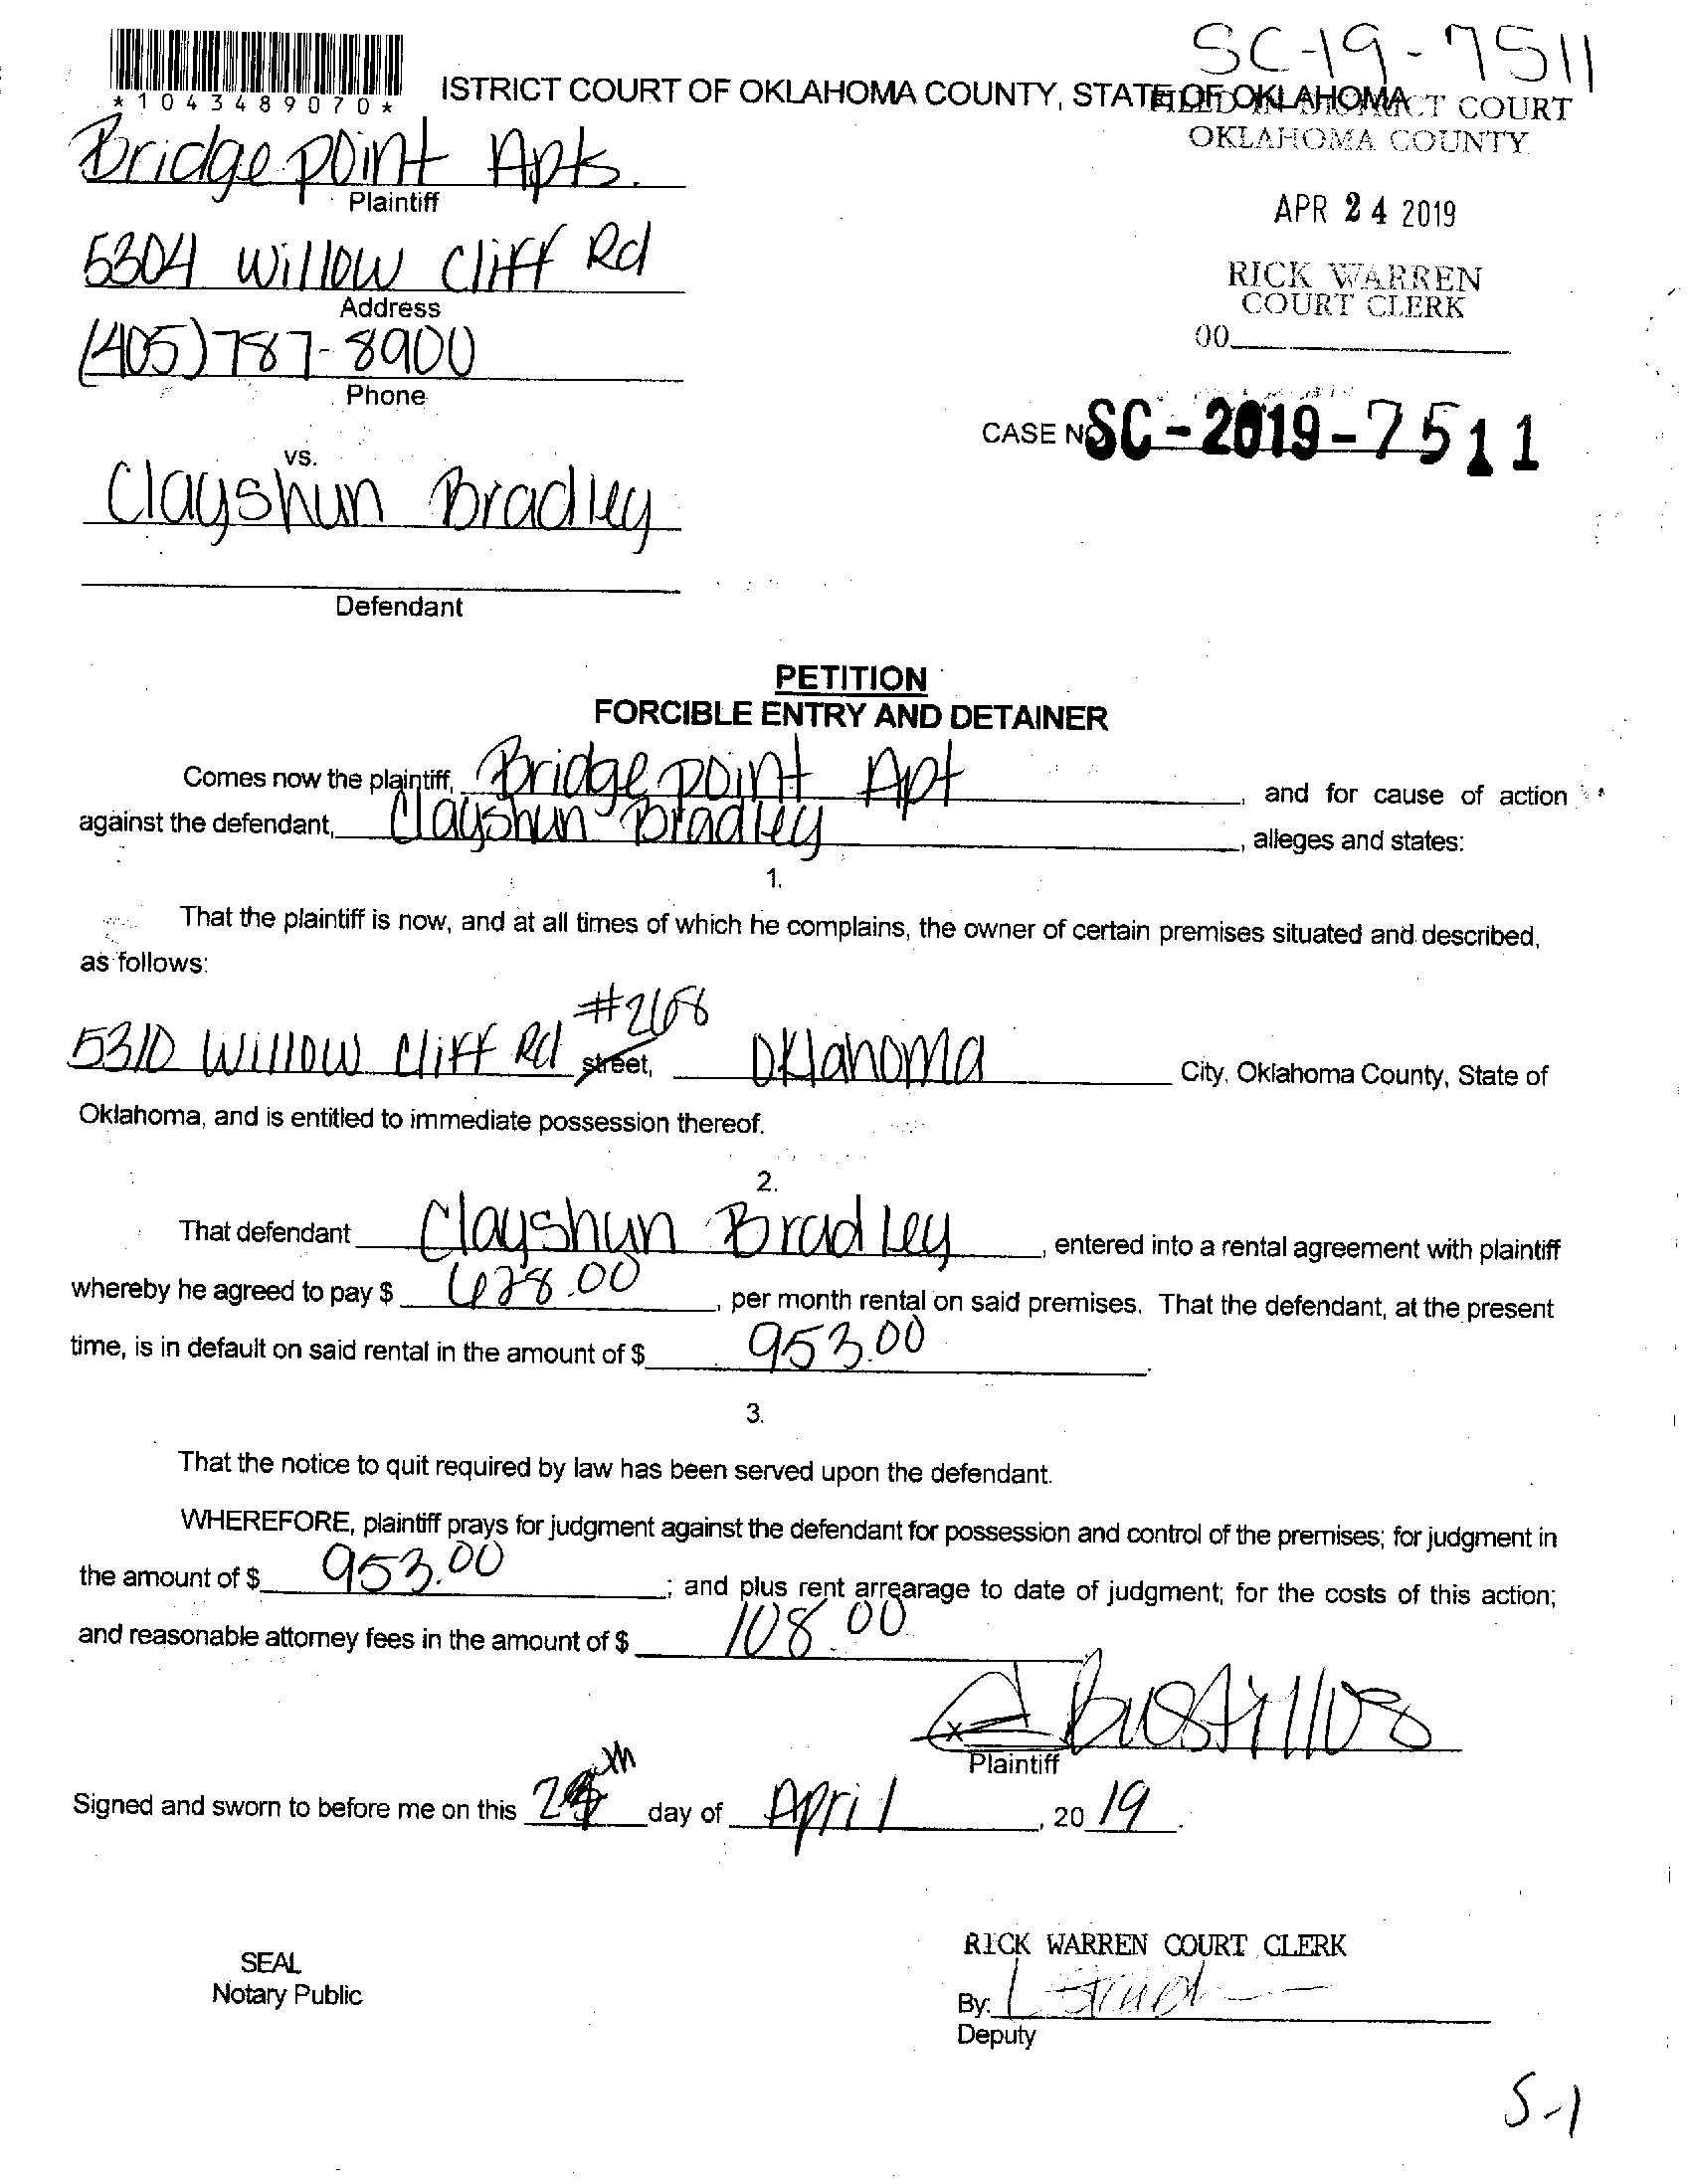 SC-19-7511
*1043489070*
ISTRICT COURT OF OKLAHOMA COUNTY, STATE OF OKLAHOMA
FILED IN DISTRICT COURT
OKLAHOMA COUNTY
Bridgepoint Apts.
Plaintiff
APR 24 2019
5304 Willow Cliff Rd
Address
RICK WARREN
COURT CLERK
(405)787-8900
Phone
00
CASE NO SC-2019-7511
vs.
Clayshun Bradley
Defendant
PETITION
FORCIBLE ENTRY AND DETAINER
Comes now the plaintiff, Bridgepoint Apt, and for cause of action
against the defendant, Clayshun Bradley, alleges and states:
1.
That the plaintiff is now, and at all times of which he complains, the owner of certain premises situated and described,
as follows:
5310 Willow Cliff Rd #268 street, Oklahoma City, Oklahoma County, State of
Oklahoma, and is entitled to immediate possession thereof.
2.
That defendant Clayshun Bradley, entered into a rental agreement with plaintiff
whereby he agreed to pay $ 678.00, per month rental on said premises. That the defendant, at the present
time, is in default on said rental in the amount of $ 953.00.
3.
That the notice to quit required by law has been served upon the defendant.
WHEREFORE, plaintiff prays for judgment against the defendant for possession and control of the premises; for judgment in
the amount of $ 953.00; and plus rent arrearage to date of judgment; for the costs of this action;
and reasonable attorney fees in the amount of $ 108.00
x Bustillos
Plaintiff
Signed and sworn to before me on this 24th day of April, 2019.
RICK WARREN COURT CLERK
SEAL
Notary Public
By:
Deputy
S-1